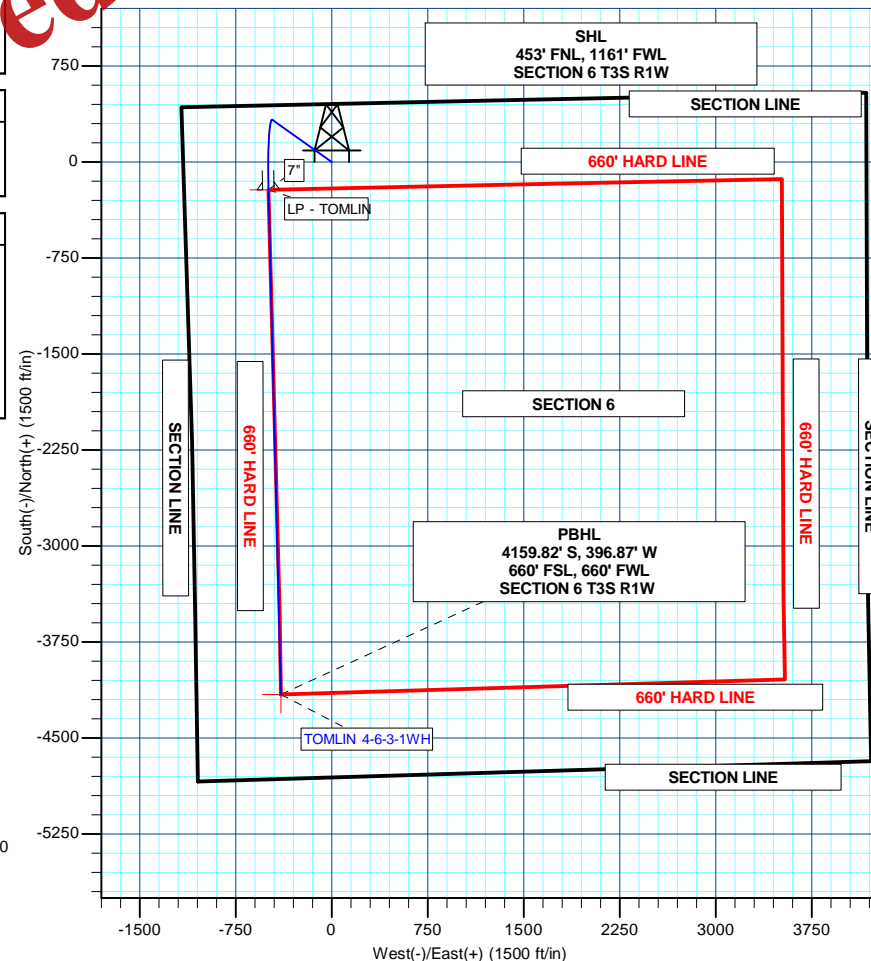 ed
SHL
453' FNL, 1161' FWL
SECTION 6 T3S R1W
SECTION LINE
660' HARD LINE
7"
LP - TOMLIN
SECTION LINE
660' HARD LINE
SECTION 6
660' HARD LINE
SECTION LINE
PBHL
4159.82' S, 396.87' W
660' FSL, 660' FWL
SECTION 6 T3S R1W
660' HARD LINE
TOMLIN 4-6-3-1WH
SECTION LINE
750
0
-750
-1500
-2250
-3000
-3750
-4500
-5250
South(-)/North(+) (1500 ft/in)
0
-1500
-750
0
750
1500
2250
3000
3750
West(-)/East(+) (1500 ft/in)